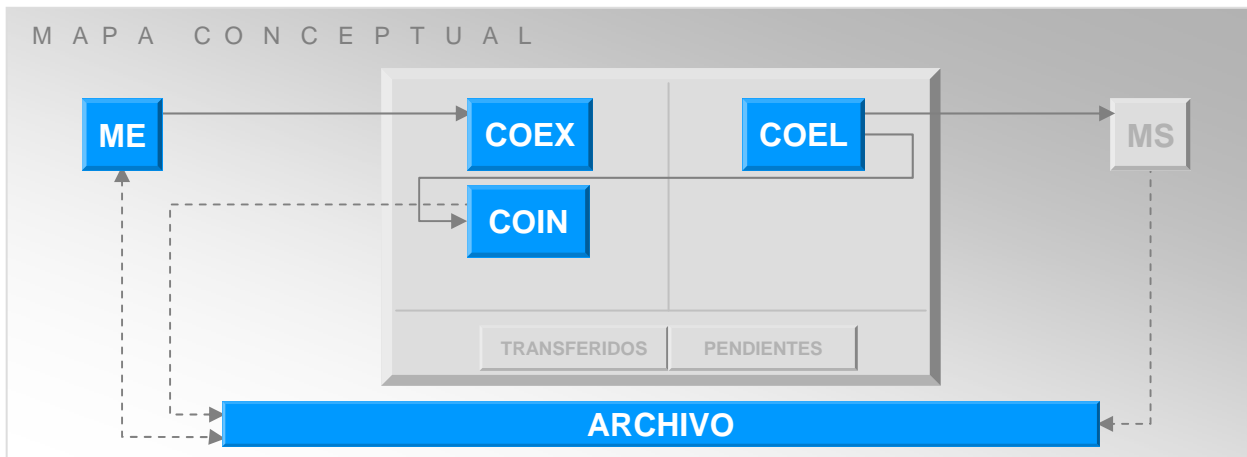 MAPA CONCEPTUAL
ME
COEX
COEL
MS
COIN
TRANSFERIDOS
PENDIENTES
ARCHIVO